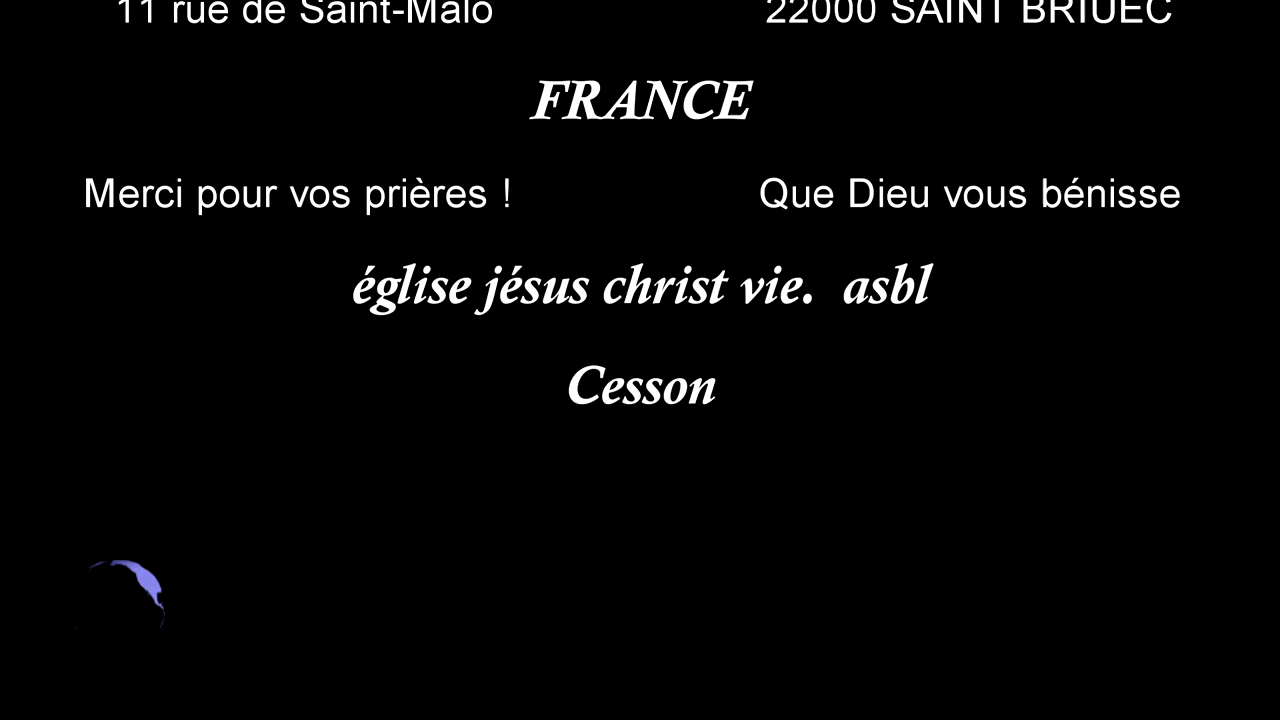 11 rue de Saint-Malo 22000 SAINT BRIUEC
FRANCE
Merci pour vos prières ! Que Dieu vous bénisse
église jésus christ vie. asbl
Cesson